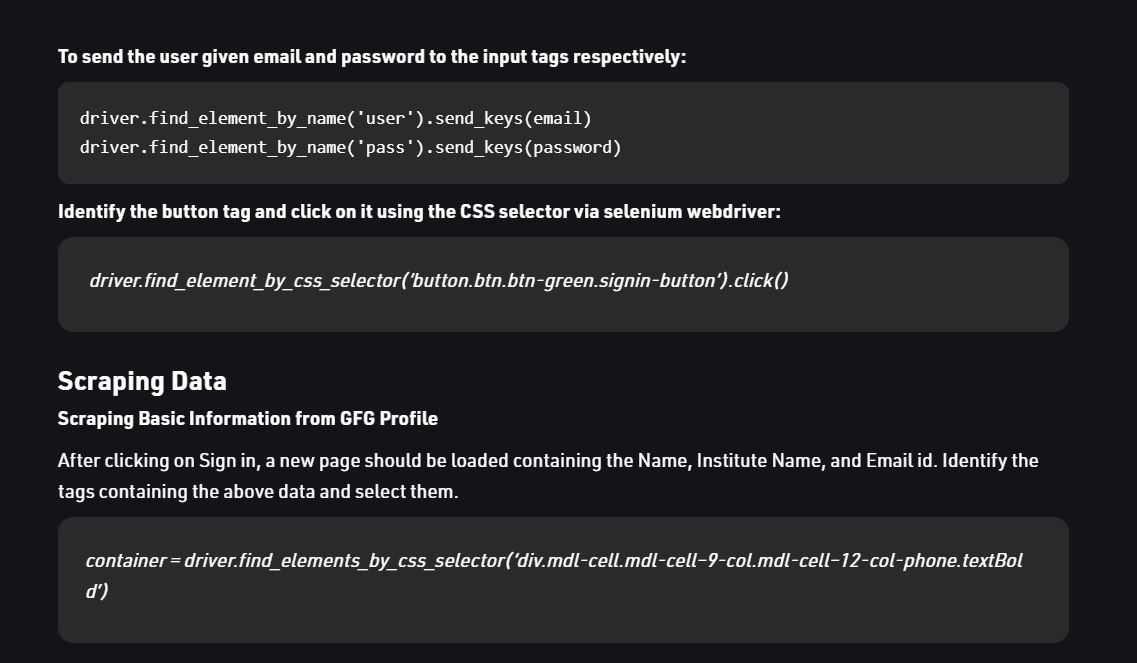 To send the user given email and password to the input tags respectively:
driver.find_element_by_name('user').send_keys(email)
driver.find_element_by_name('pass').send_keys(password)
Identify the button tag and click on it using the CSS selector via selenium webdriver:
driver.find_element_by_css_selector(‘button.btn.btn-green.signin-button’).click()
Scraping Data
Scraping Basic Information from GFG Profile
After clicking on Sign in, a new page should be loaded containing the Name, Institute Name, and Email id. Identify the
tags containing the above data and select them.
container = driver.find_elements_by_css_selector(‘div.mdl-cell.mdl-cell–9-col.mdl-cell–12-col-phone.textBol
d’)